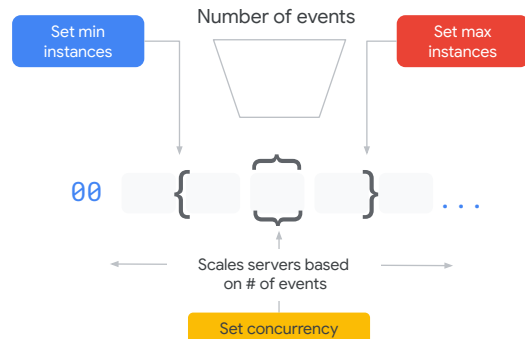 Number of events
Set min
instances
Set max
instances
00
...
Scales servers based
on # of events
Set concurrency